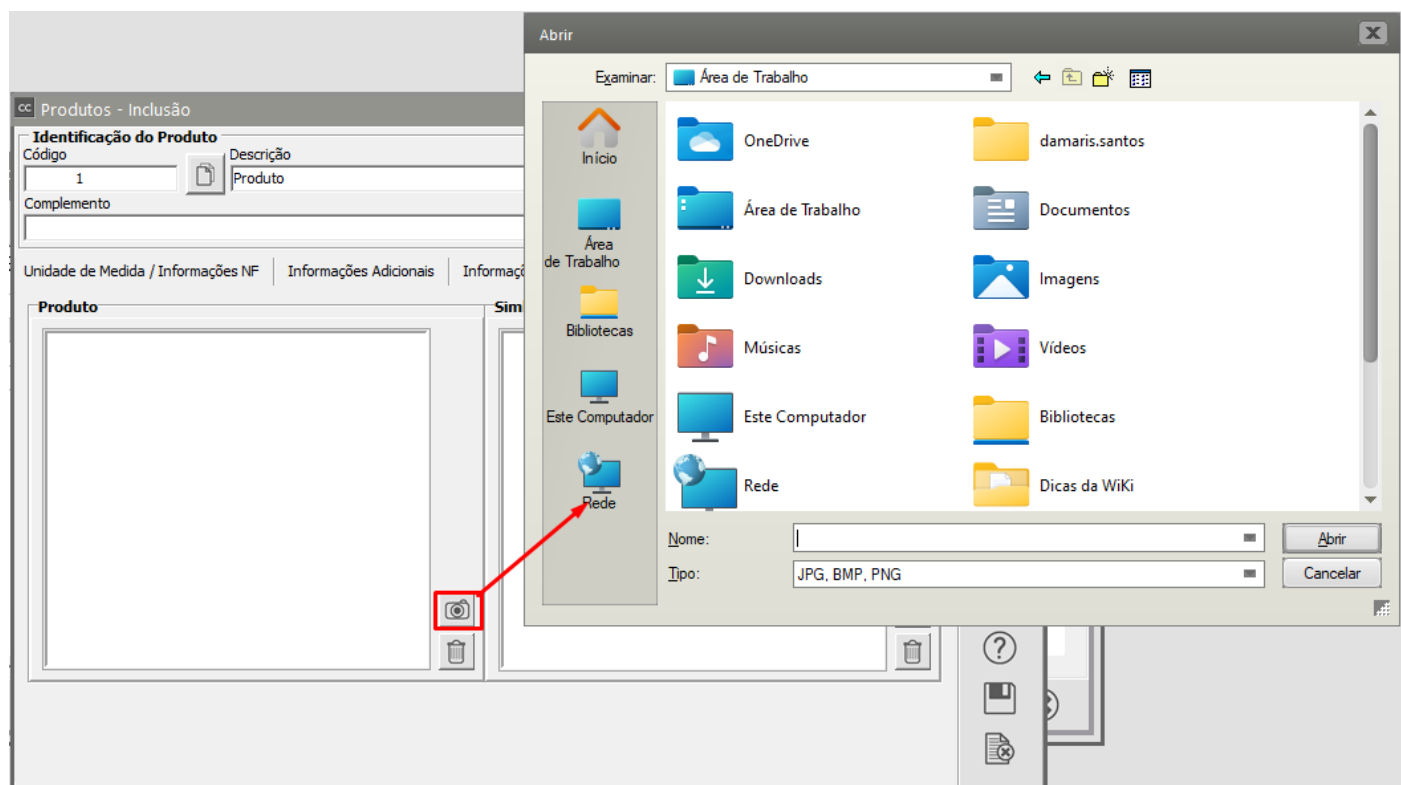 Abrir
Examinar:
Área de Trabalho
cc Produtos - Inclusão
Identificação do Produto
Código
Descrição
1
Produto
Complemento
Unidade de Medida / Informações NF
Informações Adicionais
Produto
Início
Área
de Trabalho
Bibliotecas
Este Computador
Rede
OneDrive
damaris.santos
Área de Trabalho
Documentos
Downloads
Imagens
Músicas
Vídeos
Este Computador
Bibliotecas
Rede
Dicas da WiKi
Nome:
Abrir
Tipo:
JPG, BMP, PNG
Cancelar